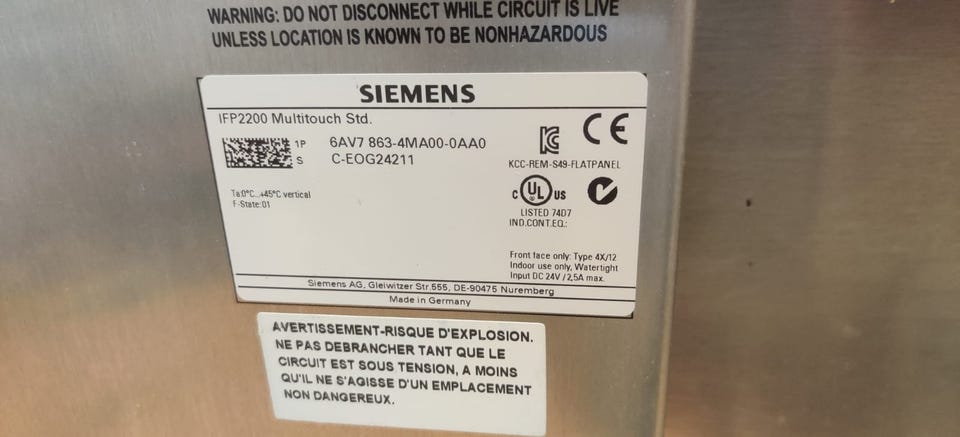 WARNING: DO NOT DISCONNECT WHILE CIRCUIT IS LIVE
UNLESS LOCATION IS KNOWN TO BE NONHAZARDOUS
SIEMENS
IFP2200 Multitouch Std.
1P 6AV7 863-4MA00-0AA0
S C-EOG24211
KCC-REM-S49-FLATPANEL
Ta:0°C...+45°C vertical
F-State:01
C UL US
LISTED 74D7
IND.CONT.EQ.:
Front face only: Type 4X/12
Indoor use only, Watertight
Input DC 24V / 2,5A max.
Siemens AG, Gleiwitzer Str.555, DE-90475 Nuremberg
Made in Germany
AVERTISSEMENT-RISQUE D'EXPLOSION.
NE PAS DEBRANCHER TANT QUE LE
CIRCUIT EST SOUS TENSION, A MOINS
QU'IL NE S'AGISSE D'UN EMPLACEMENT
NON DANGEREUX.